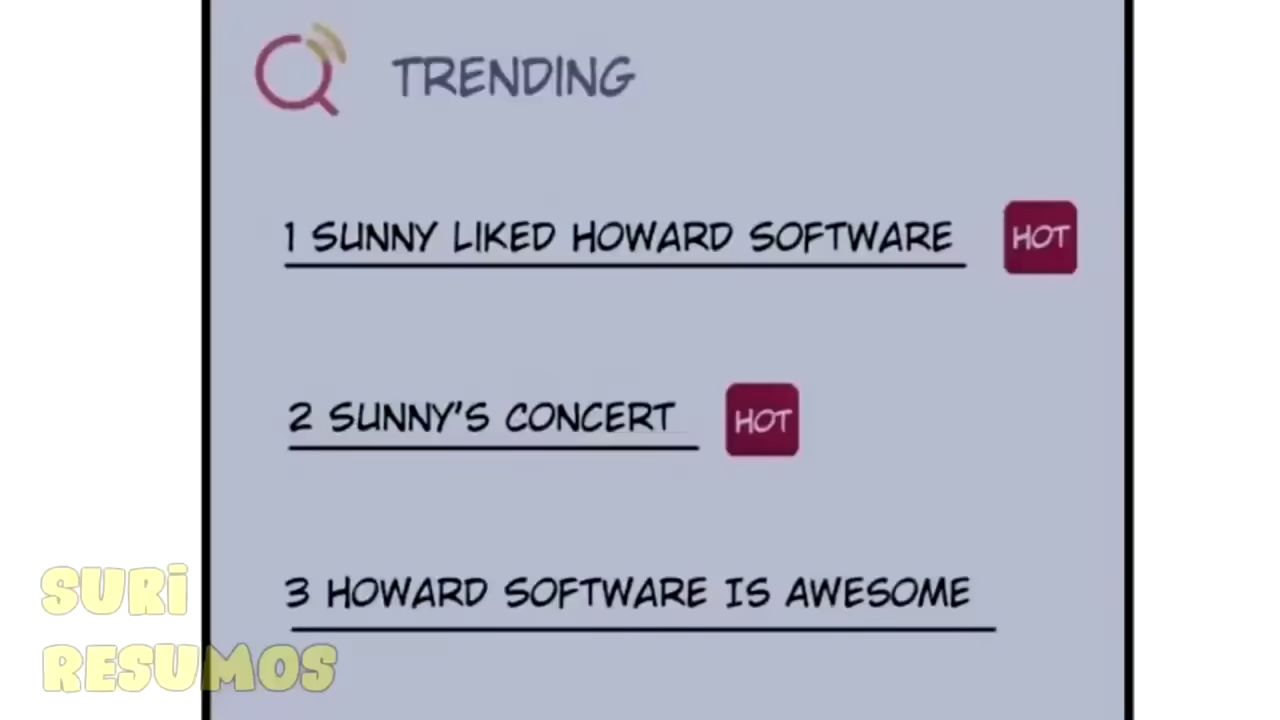 TRENDING
1 SUNNY LIKED HOWARD SOFTWARE HOT
2 SUNNY'S CONCERT HOT
3 HOWARD SOFTWARE IS AWESOME
SURi
RESUMOS